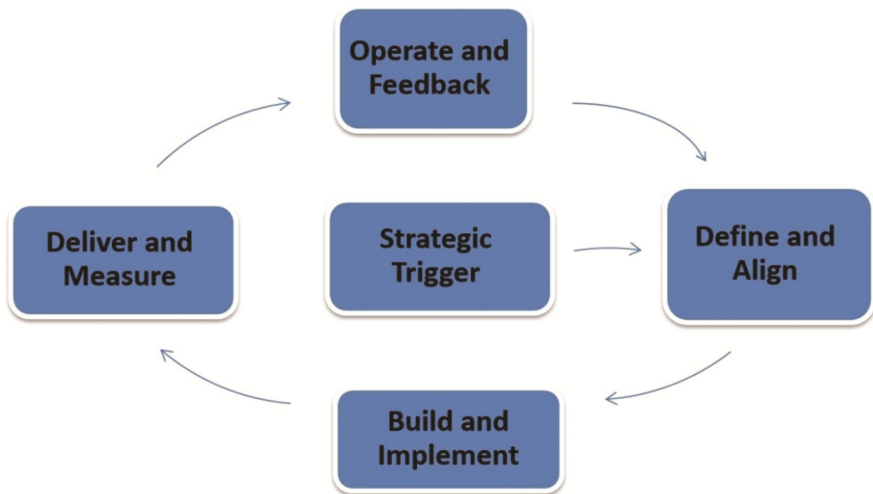 Operate and
Feedback
Deliver and
Measure
Strategic
Trigger
Define and
Align
Build and
Implement